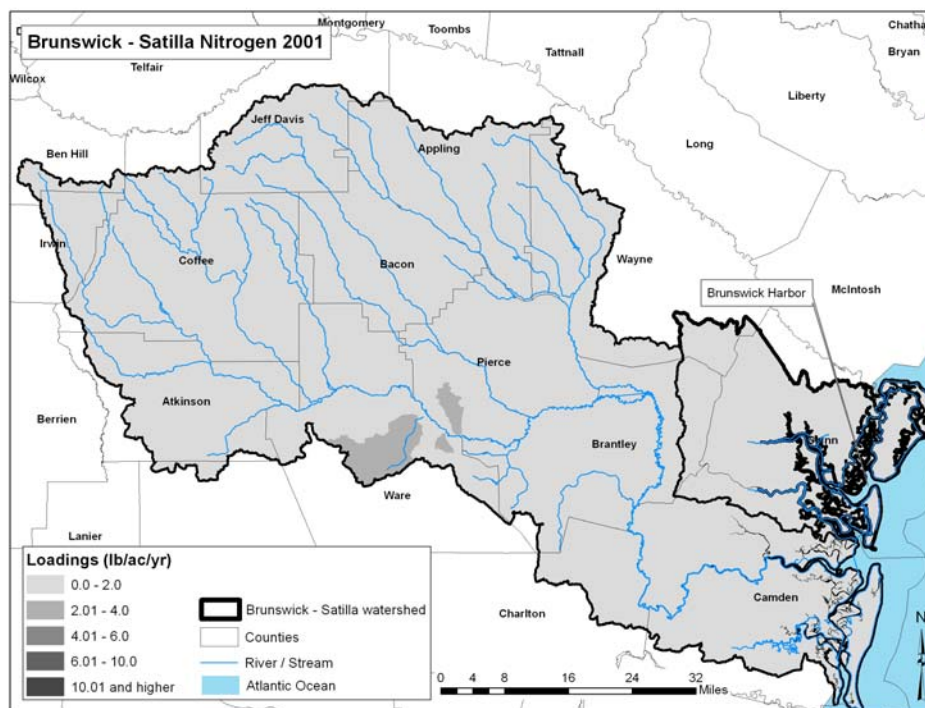 Brunswick - Satilla Nitrogen 2001
Montgomery
Toombs
Chatha
Bryan
Tattnall
Telfair
Wilcox
Liberty
Jeff Davis
Appling
Long
Ben Hill
Irwin
Coffee
Bacon
Wayne
McIntosh
Brunswick Harbor
Pierce
Atkinson
Berrien
Brantley
Glynn
Ware
Lanier
Charlton
Camden
Loadings (lb/ac/yr)
0.0 - 2.0
2.01 - 4.0
4.01 - 6.0
6.01 - 10.0
10.01 and higher
Brunswick - Satilla watershed
Counties
River / Stream
Atlantic Ocean
N
0 4 8 16 24 32
Miles